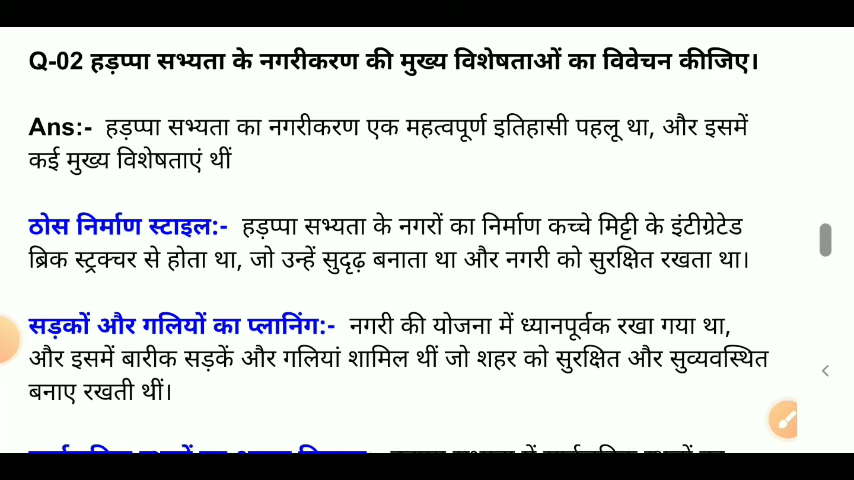 Q-02 हड़प्पा सभ्यता के नगरीकरण की मुख्य विशेषताओं का विवेचन कीजिए।
Ans:- हड़प्पा सभ्यता का नगरीकरण एक महत्वपूर्ण इतिहासी पहलू था, और इसमें
कई मुख्य विशेषताएं थीं
ठोस निर्माण स्टाइल:- हड़प्पा सभ्यता के नगरों का निर्माण कच्चे मिट्टी के इंटीग्रेटेड
ब्रिक स्ट्रक्चर से होता था, जो उन्हें सुदृढ़ बनाता था और नगरी को सुरक्षित रखता था।
सड़कों और गलियों का प्लानिंग:- नगरी की योजना में ध्यानपूर्वक रखा गया था,
और इसमें बारीक सड़कें और गलियां शामिल थीं जो शहर को सुरक्षित और सुव्यवस्थित
बनाए रखती थीं।